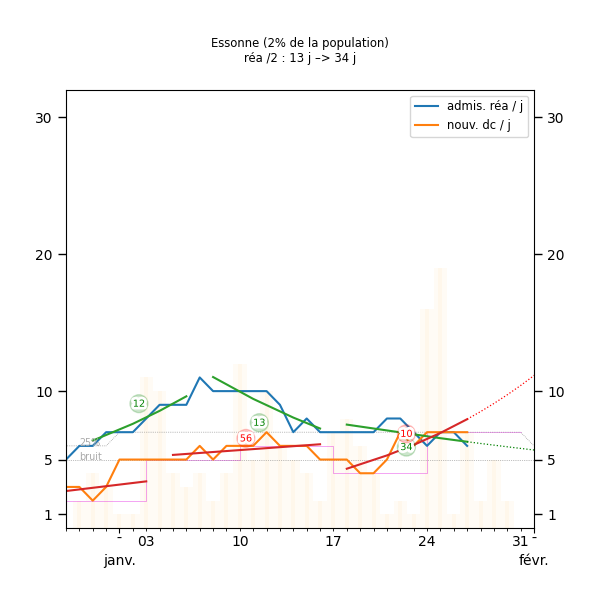 Essonne (2% de la population)
réa /2 : 13 j –> 34 j
admis. réa / j
nouv. dc / j
30 30
20 20
10 10
5 5
1 1
12
13
56
10
34
bruit
03 10 17 24 31
janv. févr.